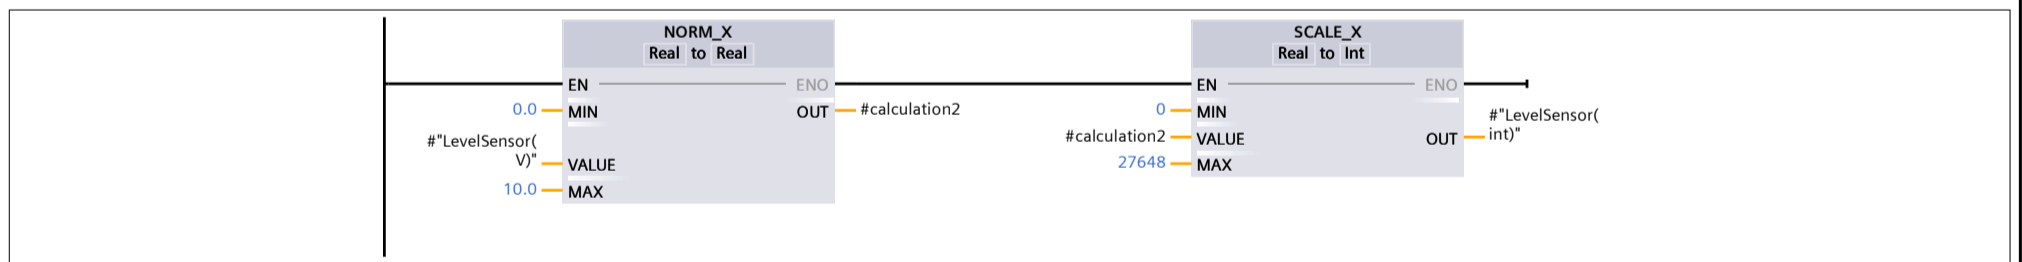 NORM_X
Real to Real
EN ENO
0.0 MIN OUT #calculation2
#"LevelSensor(
V)" VALUE
10.0 MAX
SCALE_X
Real to Int
EN ENO
0 MIN
#calculation2 VALUE OUT #"LevelSensor(
int)"
27648 MAX